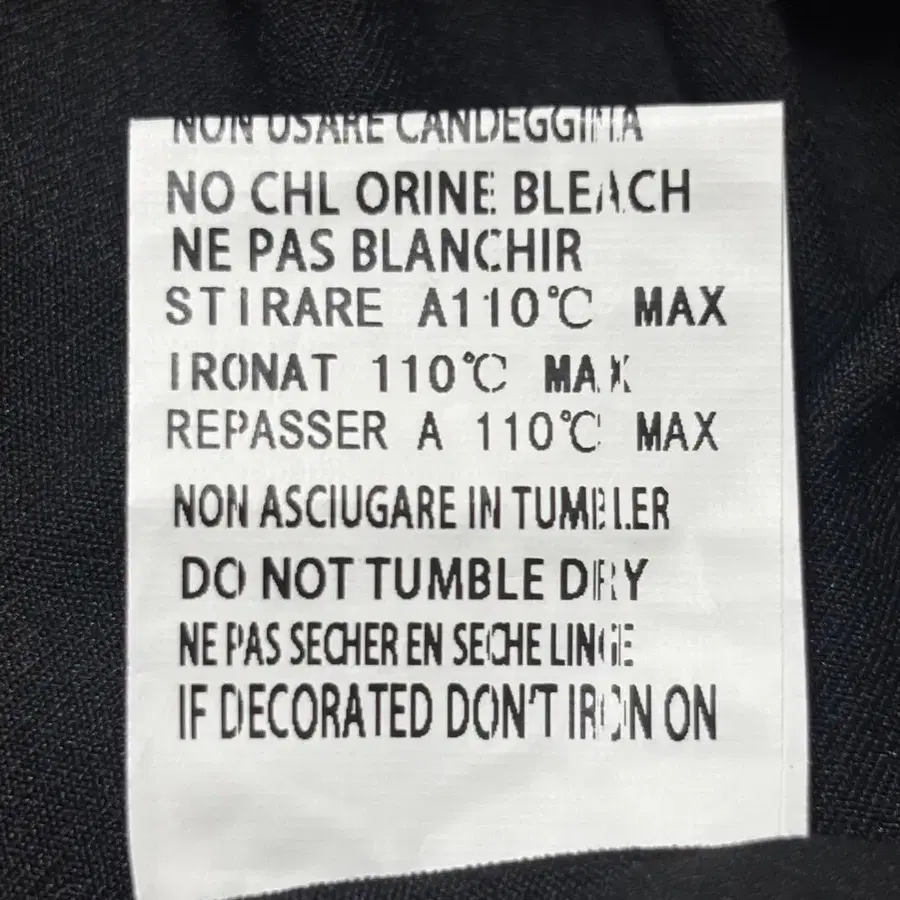 NON USARE CANDEGGINA
NO CHL ORINE BLEACH
NE PAS BLANCHIR
STIRARE A110℃ MAX
IRONAT 110℃ MAX
REPASSER A 110℃ MAX
NON ASCIUGARE IN TUMBLER
DO NOT TUMBLE DRY
NE PAS SECHER EN SECHE LINGE
IF DECORATED DON'T IRON ON